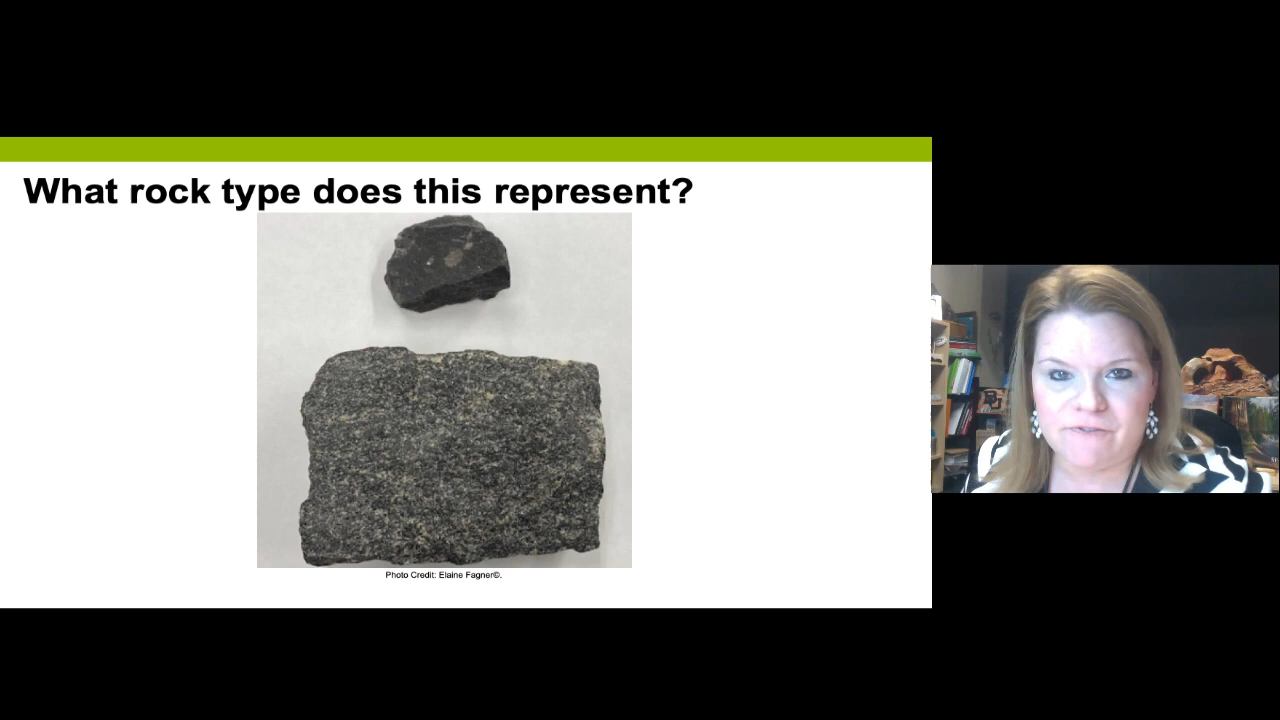 What rock type does this represent?
Photo Credit: Elaine Fagner©.